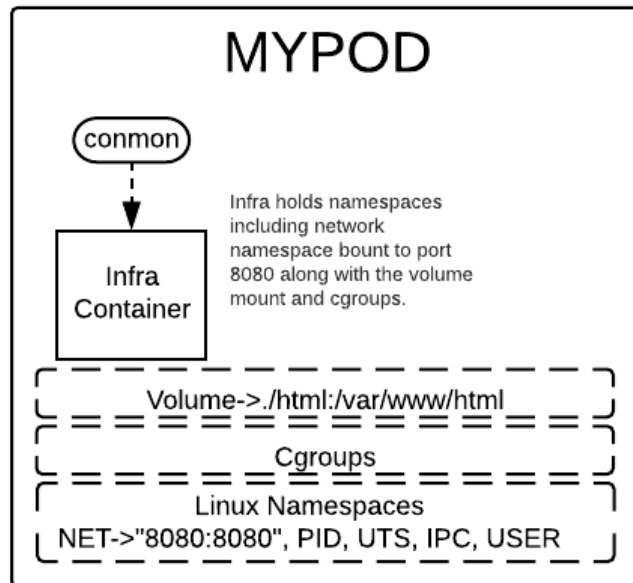 MYPOD
conmon
Infra
Container
Infra holds namespaces
including network
namespace bount to port
8080 along with the volume
mount and cgroups.
Volume->./html:/var/www/html
Cgroups
Linux Namespaces
NET->"8080:8080", PID, UTS, IPC, USER